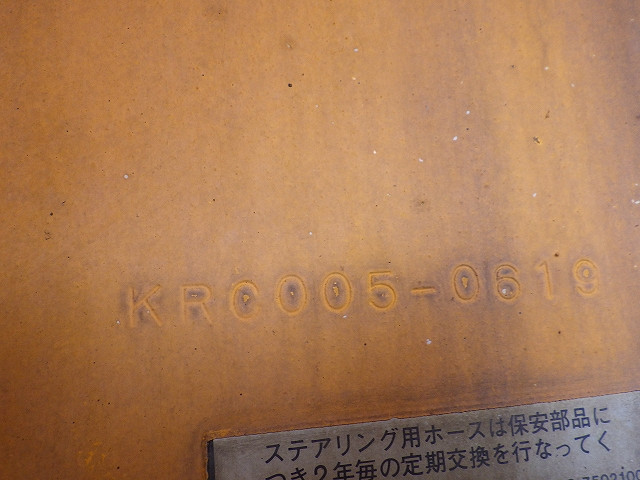 KRC005-0619
ステアリング用ホースは保安部品に
つき2年毎の定期交換を行なってく